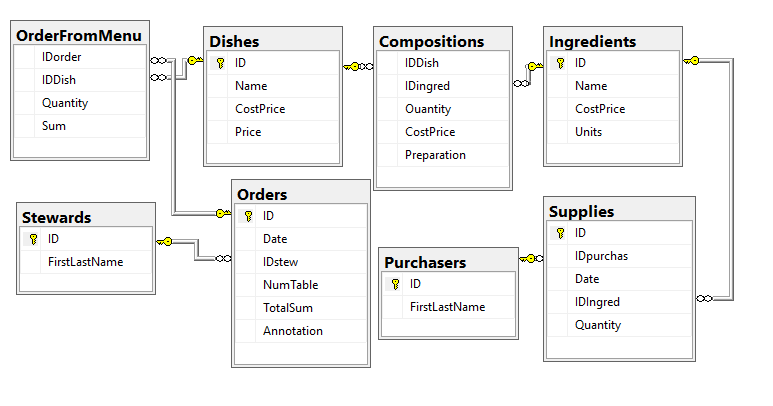 OrderFromMenu
IDorder
IDDish
Quantity
Sum
Dishes
ID
Name
CostPrice
Price
Compositions
IDDish
IDingred
Ouantity
CostPrice
Preparation
Ingredients
ID
Name
CostPrice
Units
Stewards
ID
FirstLastName
Orders
ID
Date
IDstew
NumTable
TotalSum
Annotation
Purchasers
ID
FirstLastName
Supplies
ID
IDpurchas
Date
IDIngred
Quantity